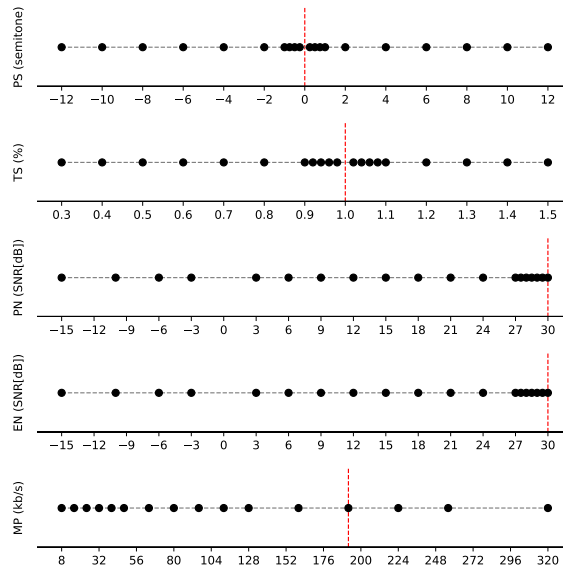 PS (semitone)
−12 −10 −8 −6 −4 −2 0 2 4 6 8 10 12
TS (%)
0.3 0.4 0.5 0.6 0.7 0.8 0.9 1.0 1.1 1.2 1.3 1.4 1.5
PN (SNR[dB])
−15 −12 −9 −6 −3 0 3 6 9 12 15 18 21 24 27 30
EN (SNR[dB])
−15 −12 −9 −6 −3 0 3 6 9 12 15 18 21 24 27 30
MP (kb/s)
8 32 56 80 104 128 152 176 200 224 248 272 296 320